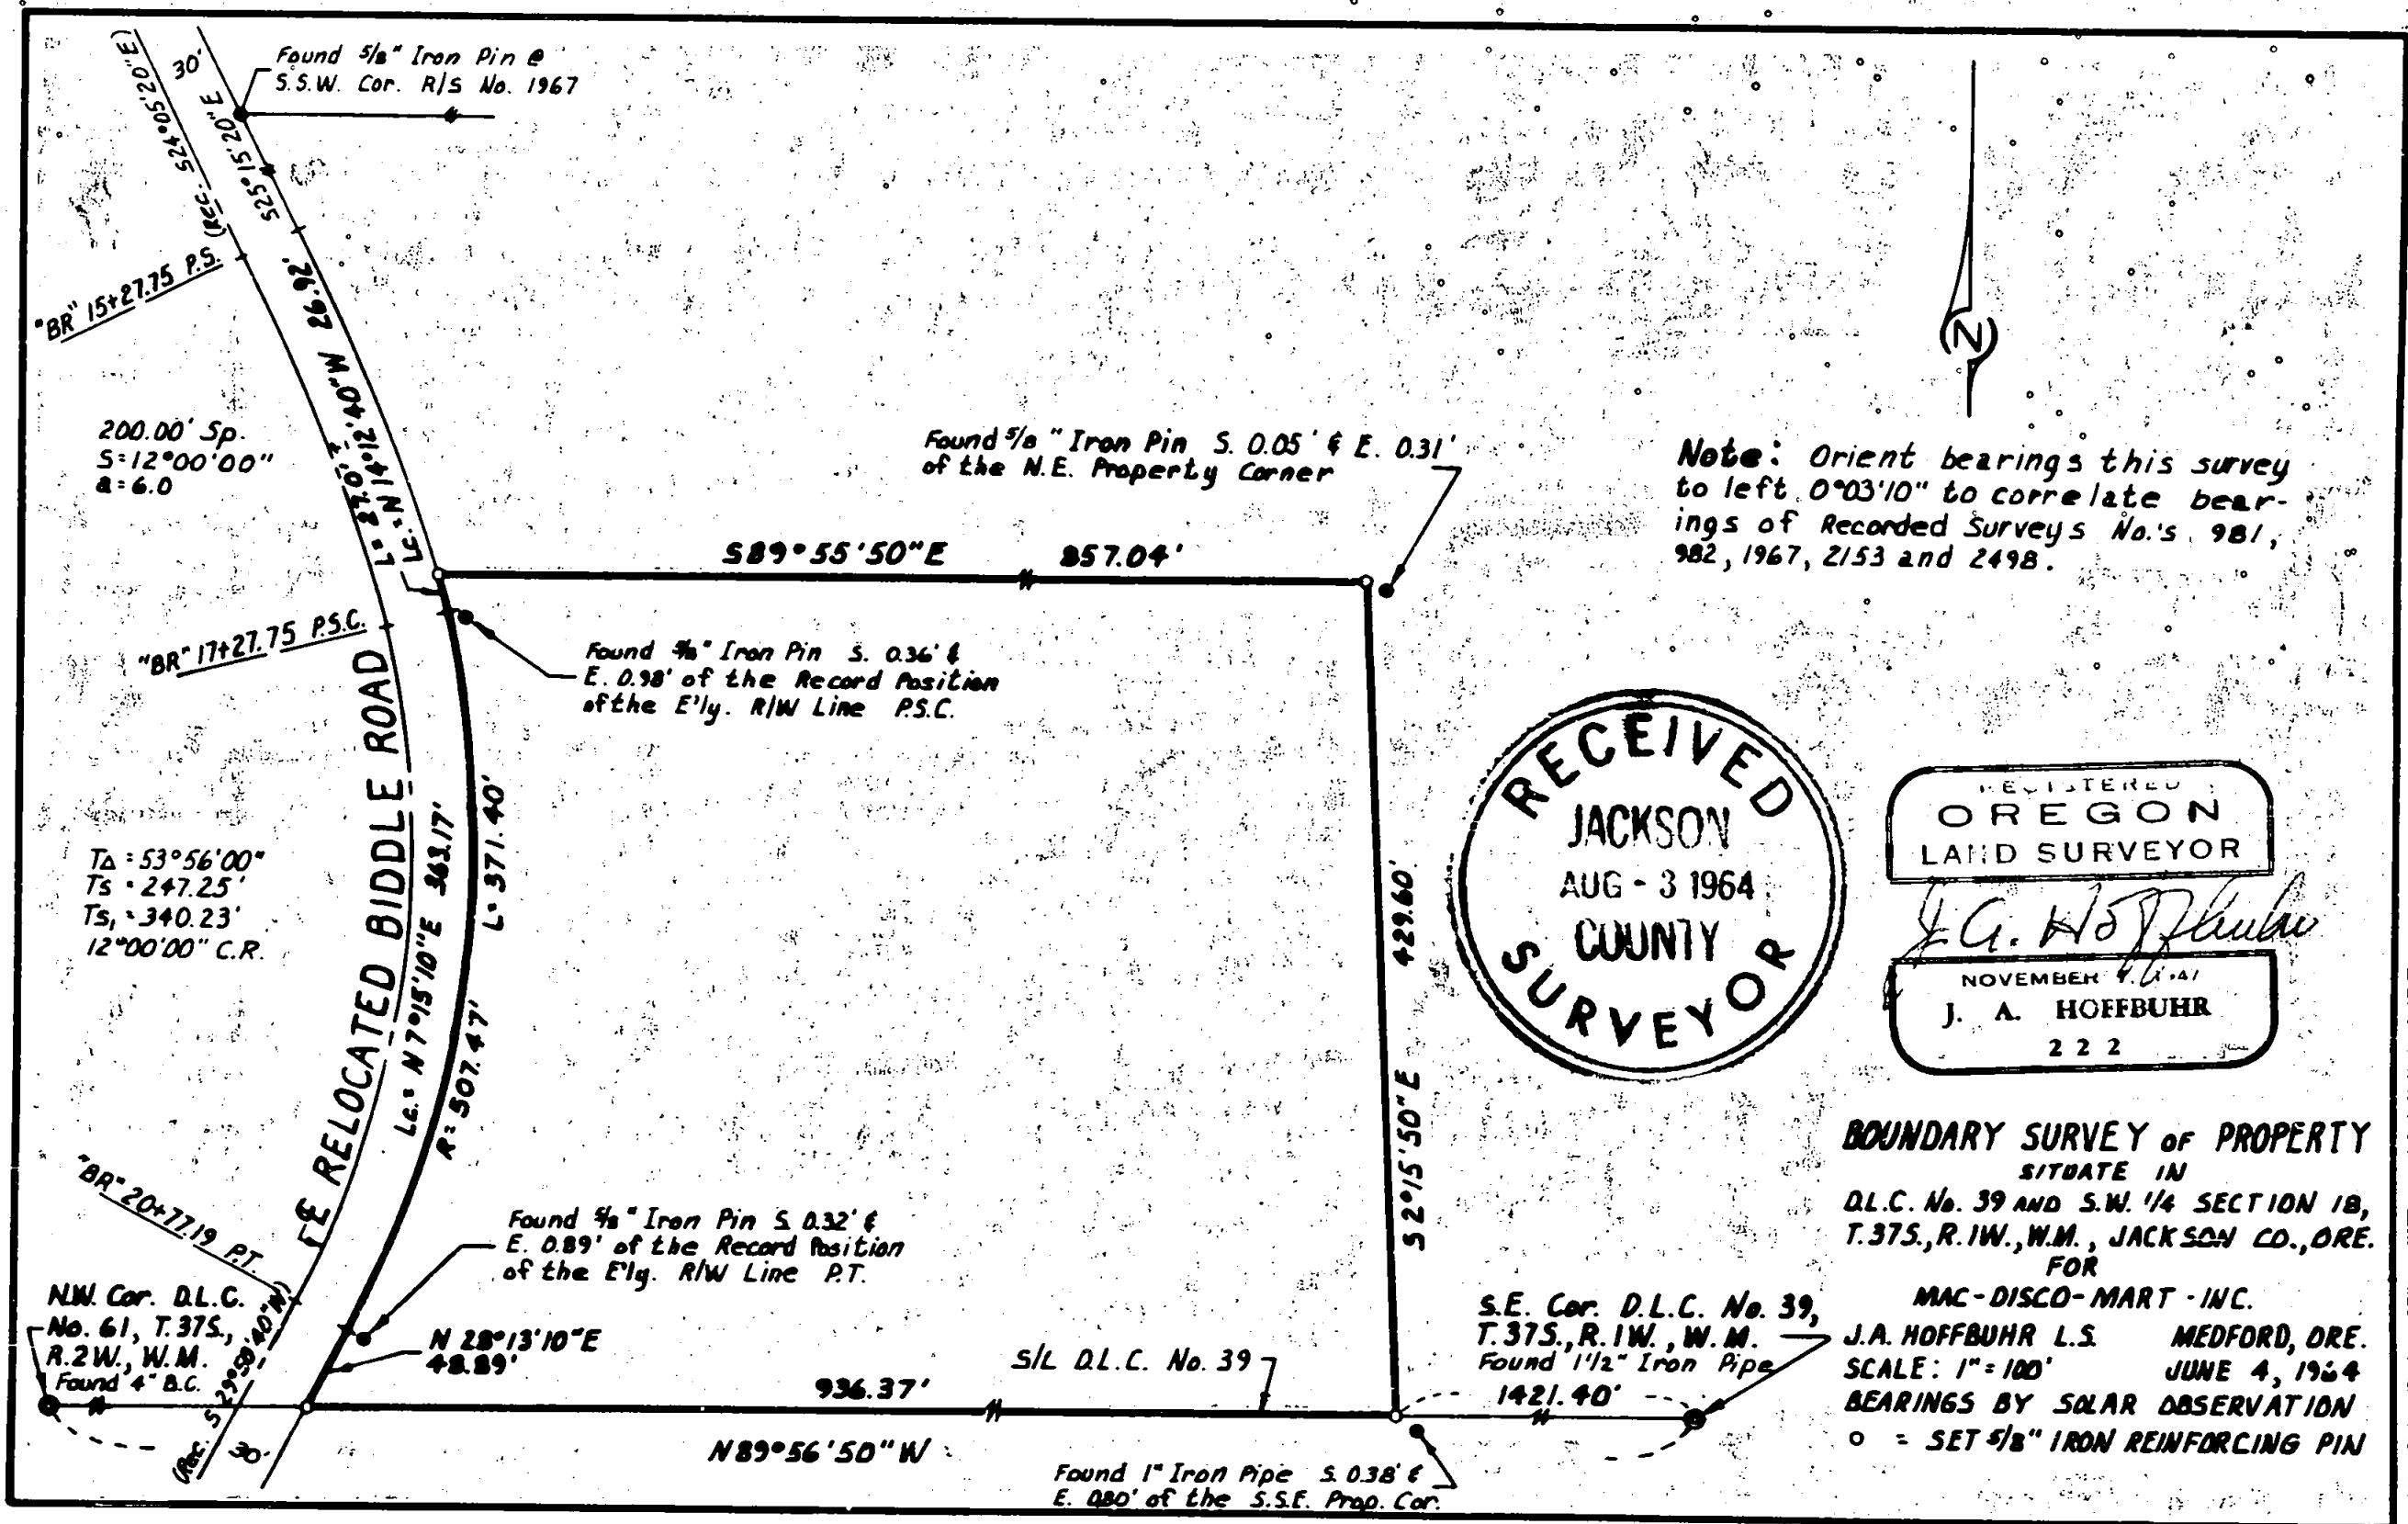 Found 5/8" Iron Pin @
S.S.W. Cor. R/S No. 1967
30'
(Rec. S24°05'20"E)
S25°15'20"E
"BR" 15+27.75 P.S.
26.92'
Lc.= N 14°12'40"W
L= 27.0'±
200.00' Sp.
S=12°00'00"
a=6.0
Found 5/8" Iron Pin S. 0.05' & E. 0.31'
of the N.E. Property Corner
N
Note: Orient bearings this survey
to left 0°03'10" to correlate bear-
ings of Recorded Surveys No.'s 981,
982, 1967, 2153 and 2498.
S89°55'50"E 857.04'
"BR" 17+27.75 P.S.C.
Found 5/8" Iron Pin S. 0.36' &
E. 0.98' of the Record Position
of the E'ly. R/W Line P.S.C.
℄ RELOCATED BIDDLE ROAD
Lc.= N 7°15'10"E 363.17'
L= 371.40'
R= 507.47'
T∆ = 53°56'00"
Ts = 247.25'
Ts, = 340.23'
12°00'00" C.R.
429.60'
S2°15'50"E
RECEIVED
JACKSON
AUG - 3 1964
COUNTY
SURVEYOR
REGISTERED
OREGON
LAND SURVEYOR
NOVEMBER
J. A. HOFFBUHR
222
BOUNDARY SURVEY of PROPERTY
SITUATE IN
D.L.C. No. 39 AND S.W. 1/4 SECTION 18,
T.37S., R.1W., W.M., JACKSON CO., ORE.
FOR
MAC-DISCO-MART-INC.
J.A. HOFFBUHR L.S. MEDFORD, ORE.
SCALE: 1"=100' JUNE 4, 1964
BEARINGS BY SOLAR OBSERVATION
o = SET 5/8" IRON REINFORCING PIN
"BR" 20+77.19 P.T.
Found 5/8" Iron Pin S. 0.32' &
E. 0.89' of the Record Position
of the E'ly. R/W Line P.T.
N.W. Cor. D.L.C.
No. 61, T.37S.,
R.2W., W.M.
Found 4" B.C.
(Rec. S 29°58'40"W)
30'
N 28°13'10"E
48.89'
S/L D.L.C. No. 39
936.37'
N89°56'50"W
S.E. Cor. D.L.C. No. 39,
T.37S., R.1W., W.M.
Found 1 1/2" Iron Pipe
1421.40'
Found 1" Iron Pipe S. 0.38' &
E. 0.80' of the S.S.E. Prop. Cor.